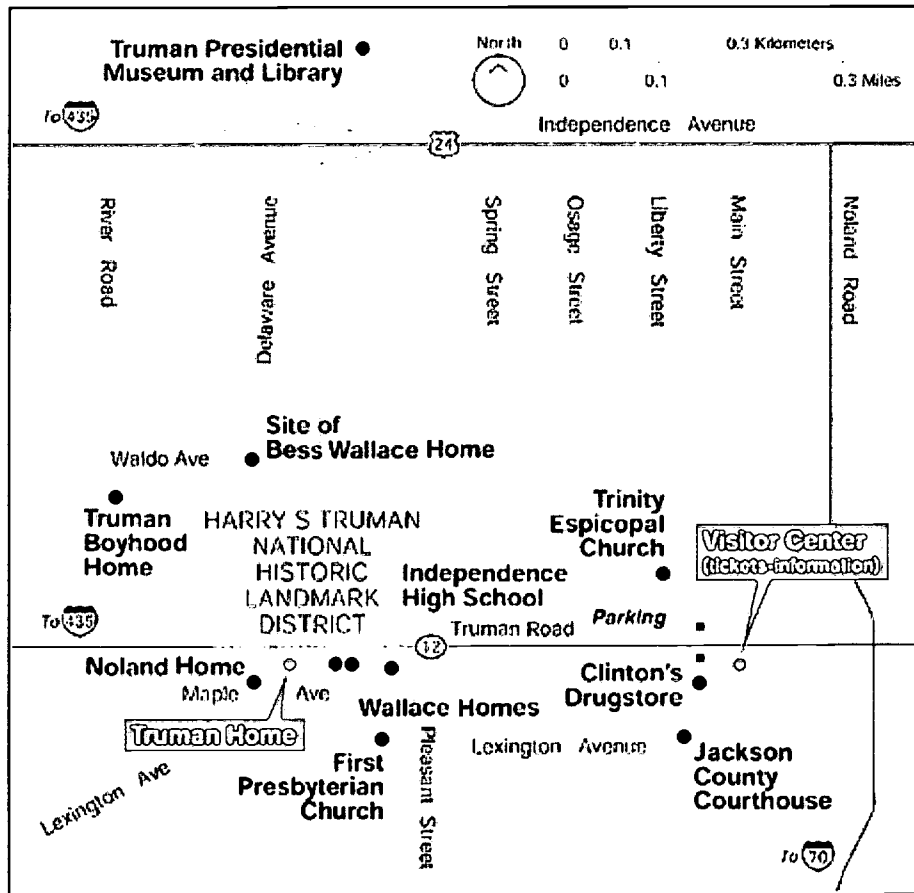 Truman Presidential
Museum and Library
North 0 0.1 0.3 Kilometers
0 0.1 0.3 Miles
To 435
Independence Avenue
24
River Road
Delaware Avenue
Spring Street
Osage Street
Liberty Street
Main Street
Noland Road
Site of
Bess Wallace Home
Waldo Ave
Truman
Boyhood
Home
HARRY S TRUMAN
NATIONAL
HISTORIC
LANDMARK
DISTRICT
Trinity
Espicopal
Church
Visitor Center
(tickets-information)
Independence
High School
To 435
Truman Road
Parking
12
Noland Home
Maple Ave
Truman Home
Wallace Homes
Clinton's
Drugstore
Lexington Ave
First
Presbyterian
Church
Pleasant Street
Lexington Avenue
Jackson
County
Courthouse
To 70